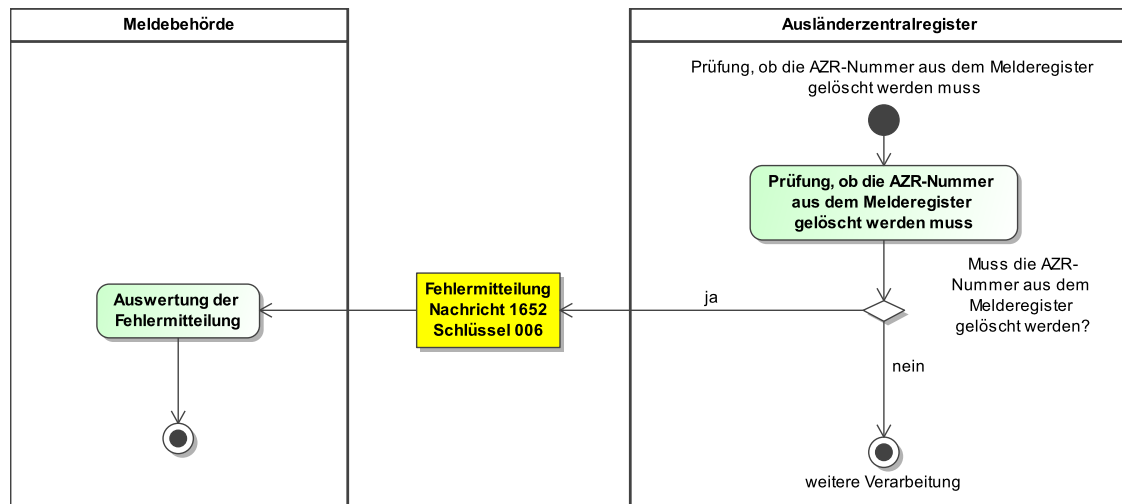 Meldebehörde
Ausländerzentralregister
Prüfung, ob die AZR-Nummer aus dem Melderegister
gelöscht werden muss
Prüfung, ob die AZR-Nummer
aus dem Melderegister
gelöscht werden muss
Muss die AZR-
Nummer aus dem
Melderegister
gelöscht werden?
ja
Fehlermitteilung
Nachricht 1652
Schlüssel 006
Auswertung der
Fehlermitteilung
nein
weitere Verarbeitung